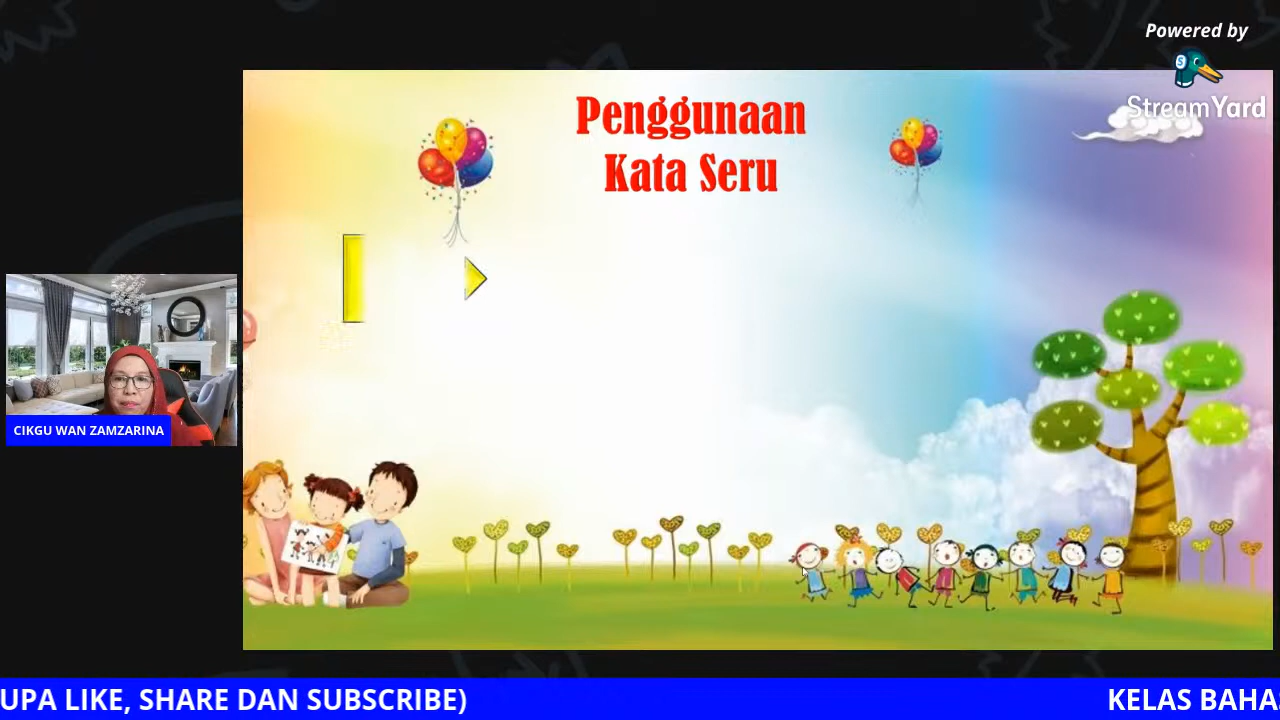 Powered by
StreamYard
Penggunaan
Kata Seru
CIKGU WAN ZAMZARINA
UPA LIKE, SHARE DAN SUBSCRIBE)
KELAS BAHA